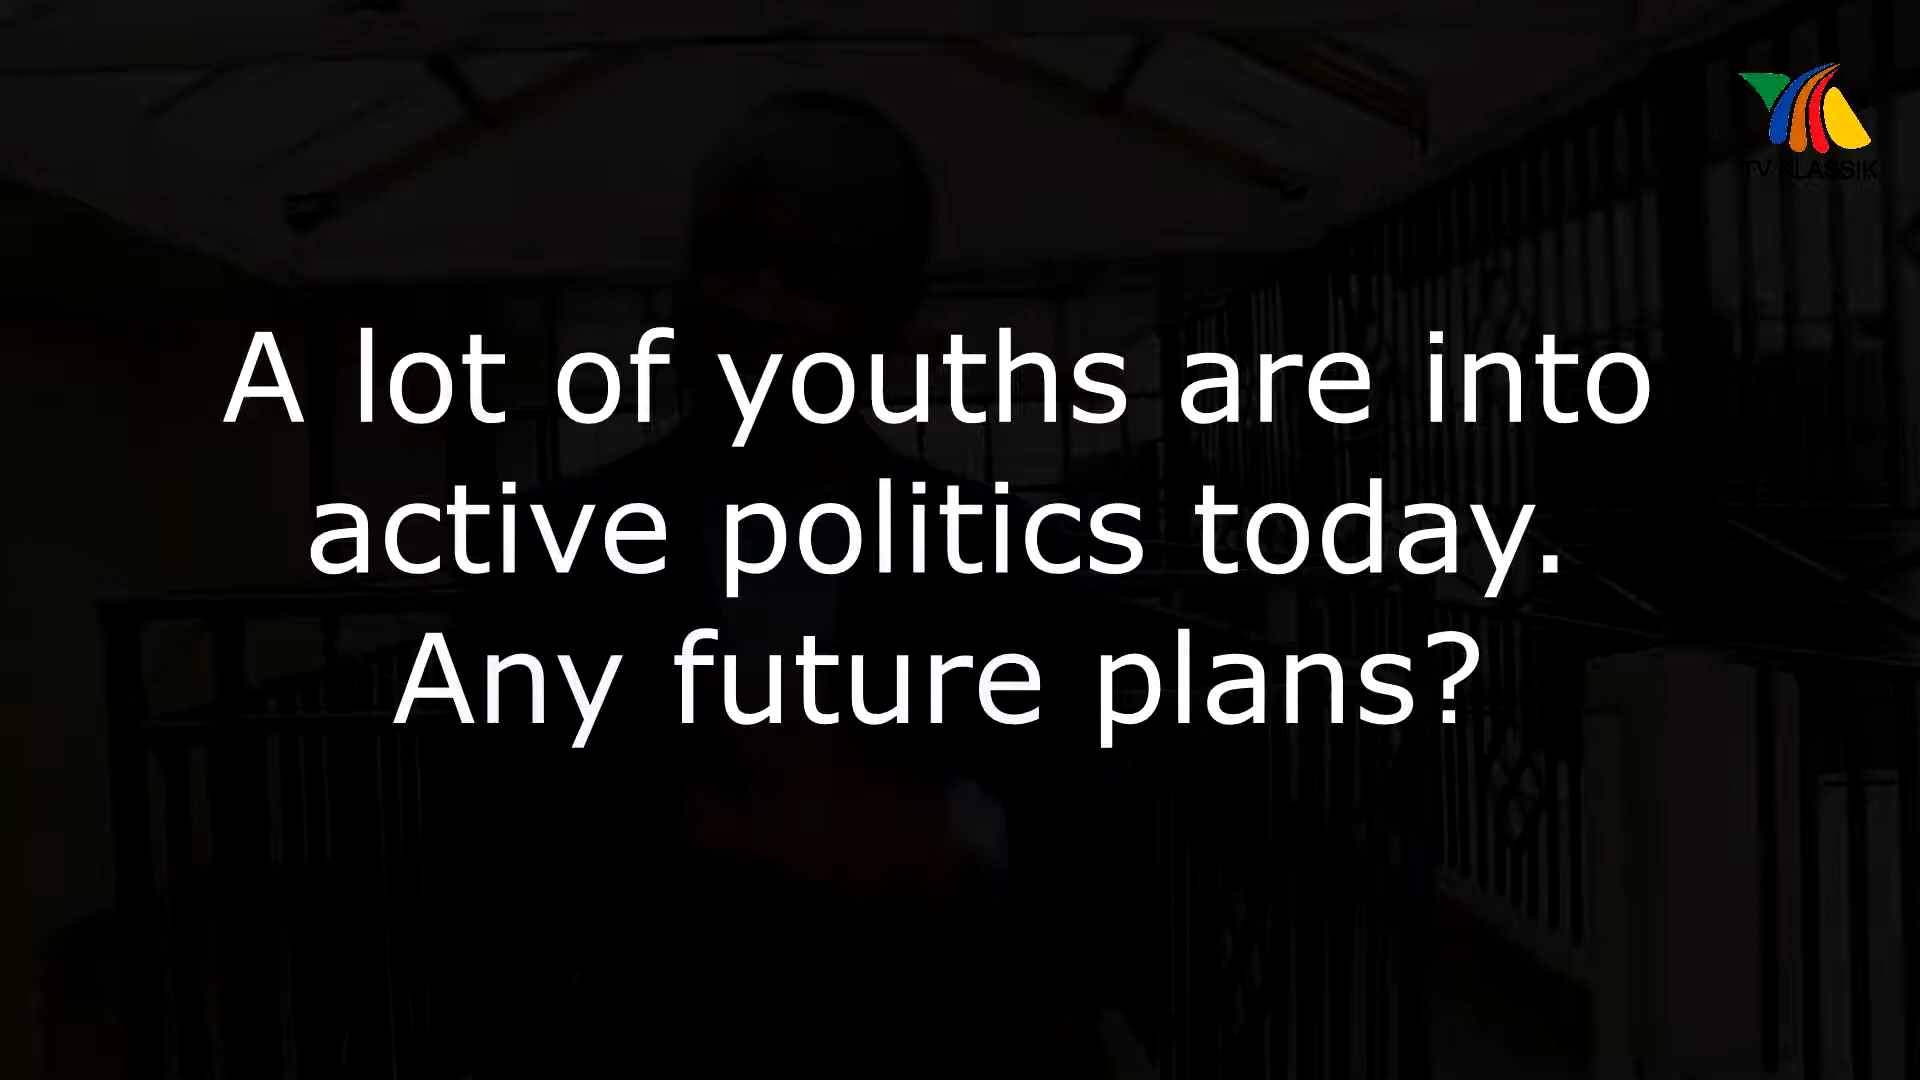 TV KLASSIK
A lot of youths are into
active politics today.
Any future plans?